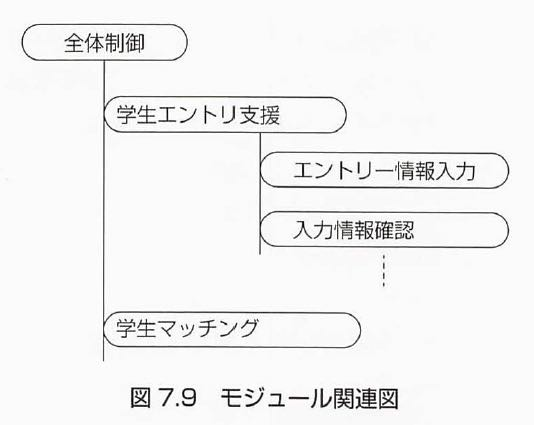 全体制御
学生エントリ支援
エントリー情報入力
入力情報確認
学生マッチング
図 7.9 モジュール関連図